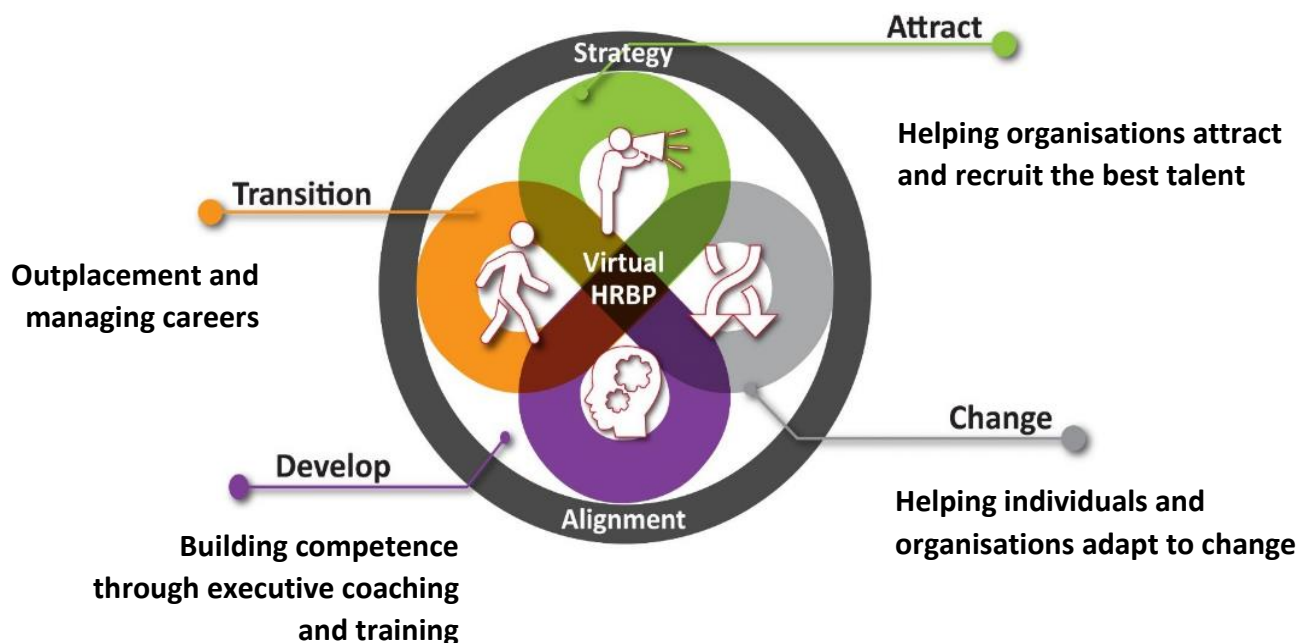 Attract
Strategy
Helping organisations attract
and recruit the best talent
Transition
Outplacement and
managing careers
Virtual
HRBP
Change
Helping individuals and
organisations adapt to change
Develop
Alignment
Building competence
through executive coaching
and training